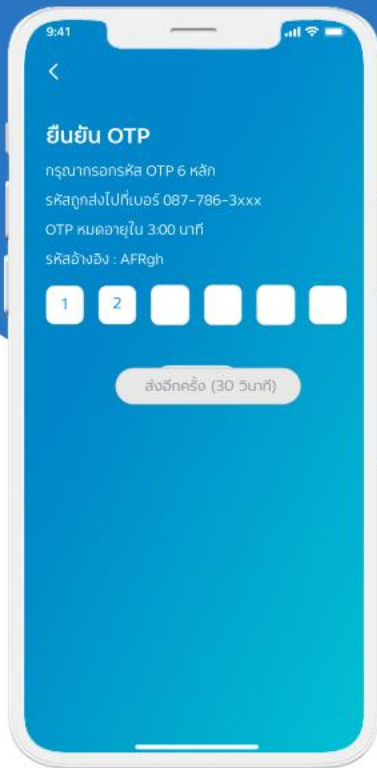 9:41
ยืนยัน OTP
กรุณากรอกรหัส OTP 6 หลัก
รหัสถูกส่งไปที่เบอร์ 087-786-3xxx
OTP หมดอายุใน 3:00 นาที
รหัสอ้างอิง : AFRgh
1 2
ส่งอีกครั้ง (30 วินาที)